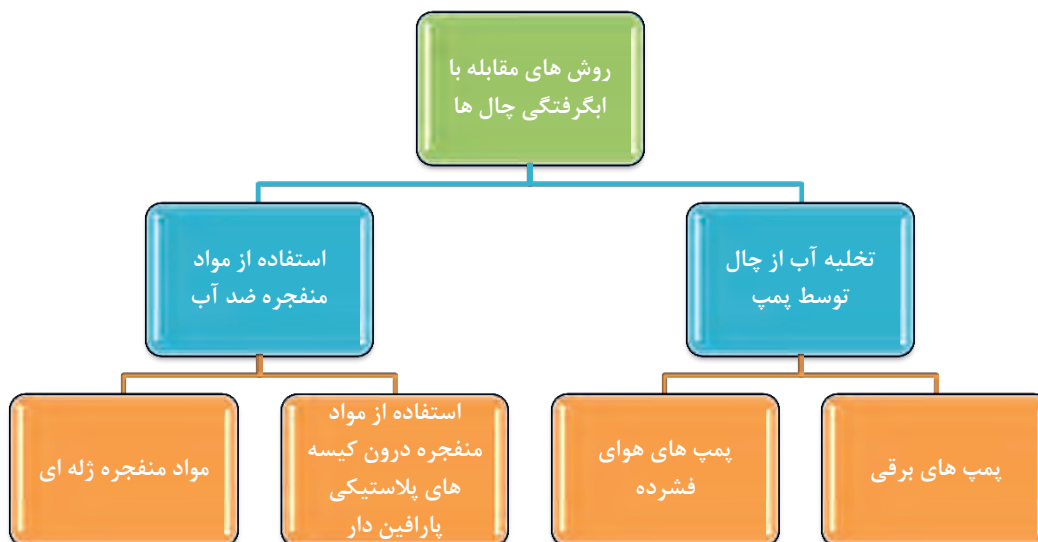 روش های مقابله با
ابگرفتگی چال ها
تخلیه آب از چال
توسط پمپ
استفاده از مواد
منفجره ضد آب
پمپ های برقی
پمپ های هوای
فشرده
استفاده از مواد
منفجره درون کیسه
های پلاستیکی
پارافین دار
مواد منفجره ژله ای